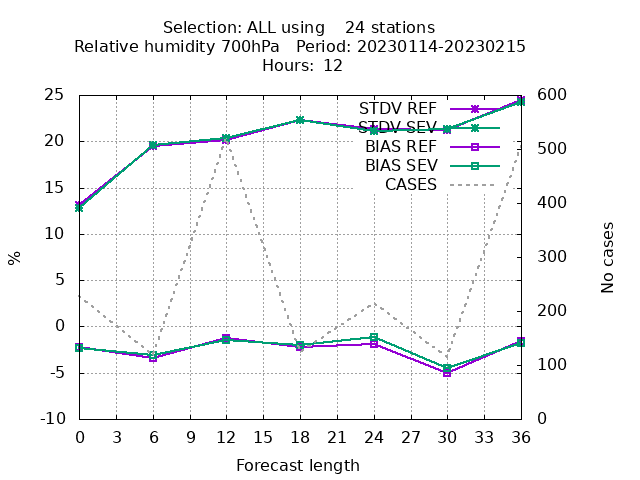 Selection: ALL using    24 stations
Relative humidity 700hPa   Period: 20230114-20230215
Hours: 12
25
20
15
10
5
0
-5
-10
%
600
500
400
300
200
100
0
No cases
STDV REF
STDV SEV
BIAS REF
BIAS SEV
CASES
0 3 6 9 12 15 18 21 24 27 30 33 36
Forecast length